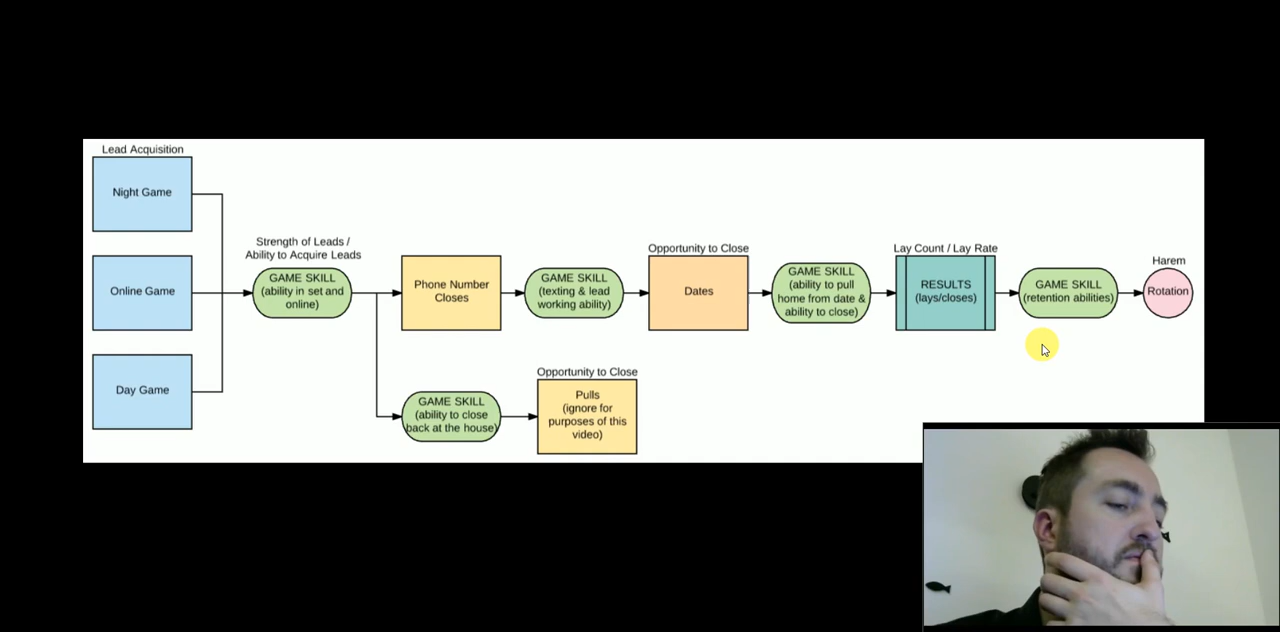 Lead Acquisition
Night Game
Online Game
Day Game
Strength of Leads /
Ability to Acquire Leads
GAME SKILL
(ability in set and
online)
Phone Number
Closes
GAME SKILL
(texting & lead
working ability)
Opportunity to Close
Dates
GAME SKILL
(ability to pull
home from date &
ability to close)
Lay Count / Lay Rate
RESULTS
(lays/closes)
GAME SKILL
(retention abilities)
Harem
Rotation
GAME SKILL
(ability to close
back at the house)
Opportunity to Close
Pulls
(ignore for
purposes of this
video)